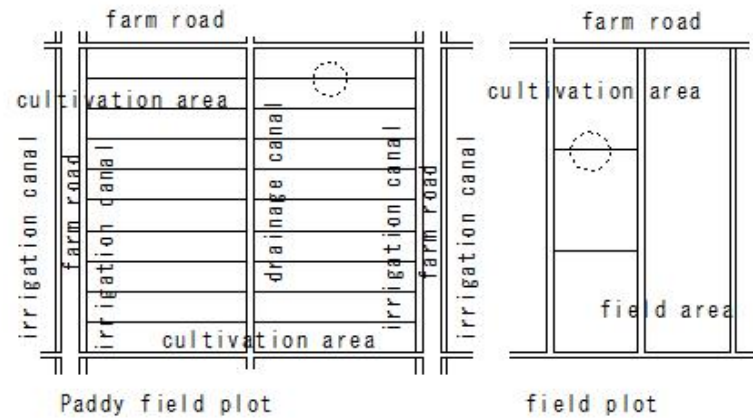 farm road
farm road
cultivation area
cultivation area
irrigation canal
farm road
irrigation canal
drainage canal
irrigation canal
farm road
irrigation canal
field area
cultivation area
Paddy field plot
field plot